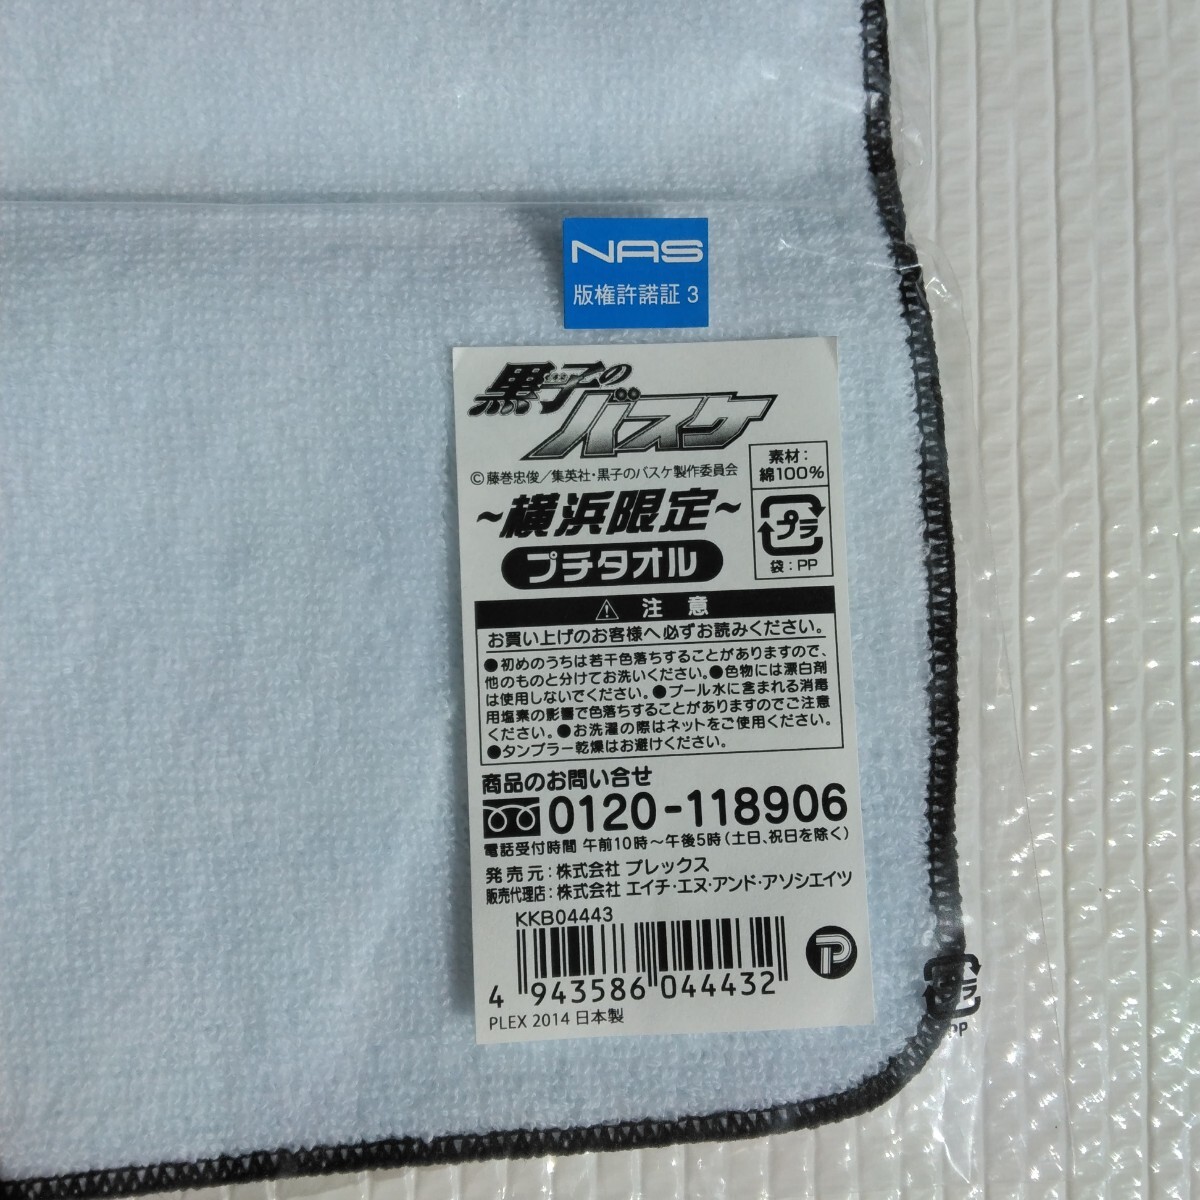 NAS
版権許諾証 3
黒子の
バスケ
© 藤巻忠俊／集英社・黒子のバスケ製作委員会
～横浜限定～
プチタオル
素材：
綿100%
プラ
袋：PP
⚠ 注意
お買い上げのお客様へ必ずお読みください。
●初めのうちは若干色落ちすることがありますので、
他のものと分けてお洗いください。●色物には漂白剤
は使用しないでください。●プール水に含まれる消毒
用塩素の影響で色落ちすることがありますのでご注意
ください。●お洗濯の際はネットをご使用ください。
●タンブラー乾燥はお避けください。
商品のお問い合せ
0120-118906
電話受付時間 午前10時～午後5時（土日、祝日を除く）
発売元：株式会社 プレックス
販売代理店：株式会社 エイチ・エヌ・アンド・アソシエイツ
KKB04443
4 943586 044432
P
PLEX 2014 日本製
プラ
PP